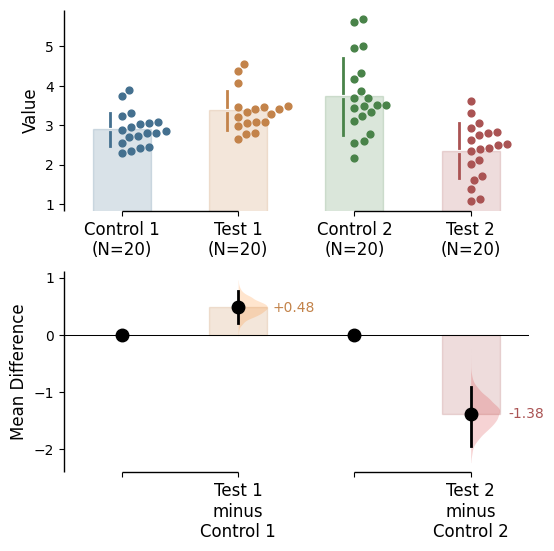 Value
5
4
3
2
1
Control 1 Test 1 Control 2 Test 2
(N=20) (N=20) (N=20) (N=20)
Mean Difference
1
0
−1
−2
+0.48
-1.38
Test 1 Test 2
minus minus
Control 1 Control 2